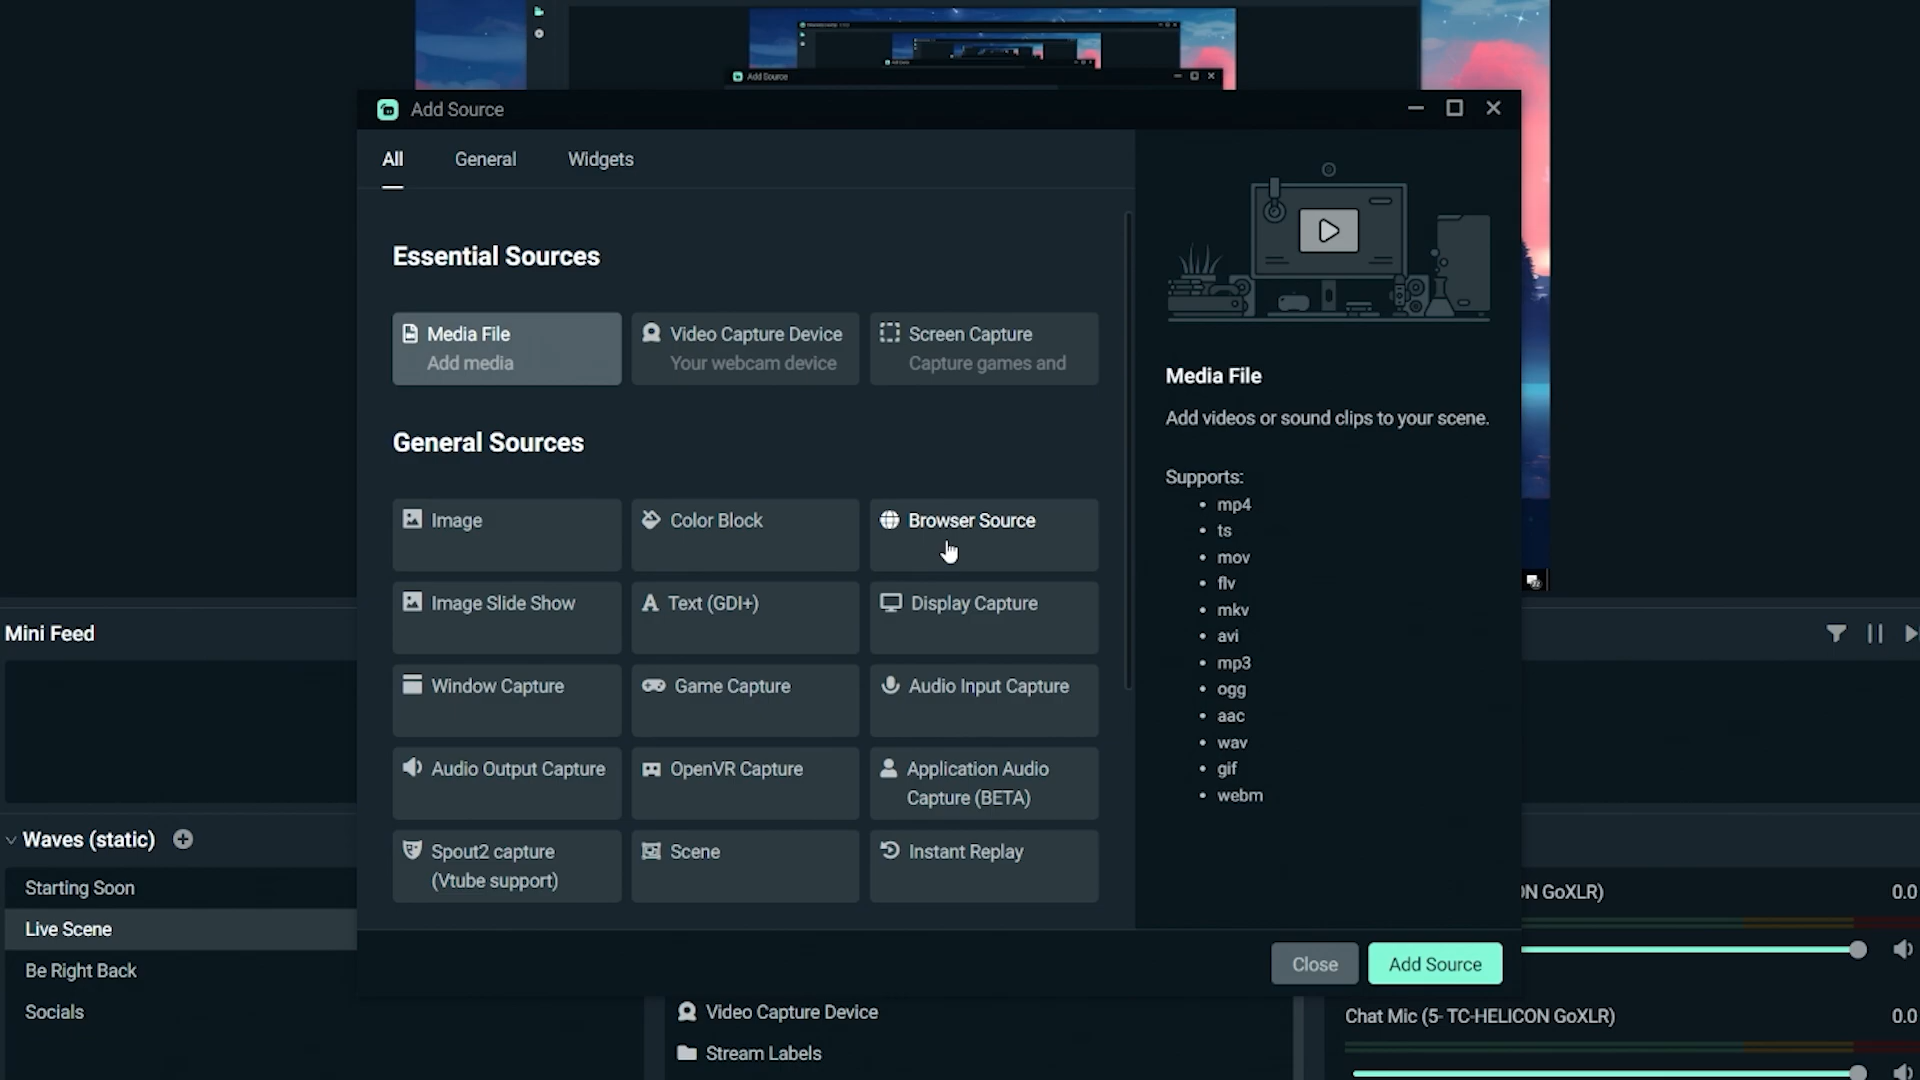 Add Source
Add Source
All
General
Widgets
Essential Sources
Media File
Add media
Video Capture Device
Your webcam device
Screen Capture
Capture games and
General Sources
Image
Color Block
Browser Source
Image Slide Show
Text (GDI+)
Display Capture
Window Capture
Game Capture
Audio Input Capture
Audio Output Capture
OpenVR Capture
Application Audio
Capture (BETA)
Spout2 capture
(Vtube support)
Scene
Instant Replay
Media File
Add videos or sound clips to your scene.
Supports:
• mp4
• ts
• mov
• flv
• mkv
• avi
• mp3
• ogg
• aac
• wav
• gif
• webm
Close
Add Source
Mini Feed
Waves (static)
Starting Soon
Live Scene
Be Right Back
Socials
Video Capture Device
Stream Labels
ON GoXLR)
0.0
Chat Mic (5- TC-HELICON GoXLR)
0.0